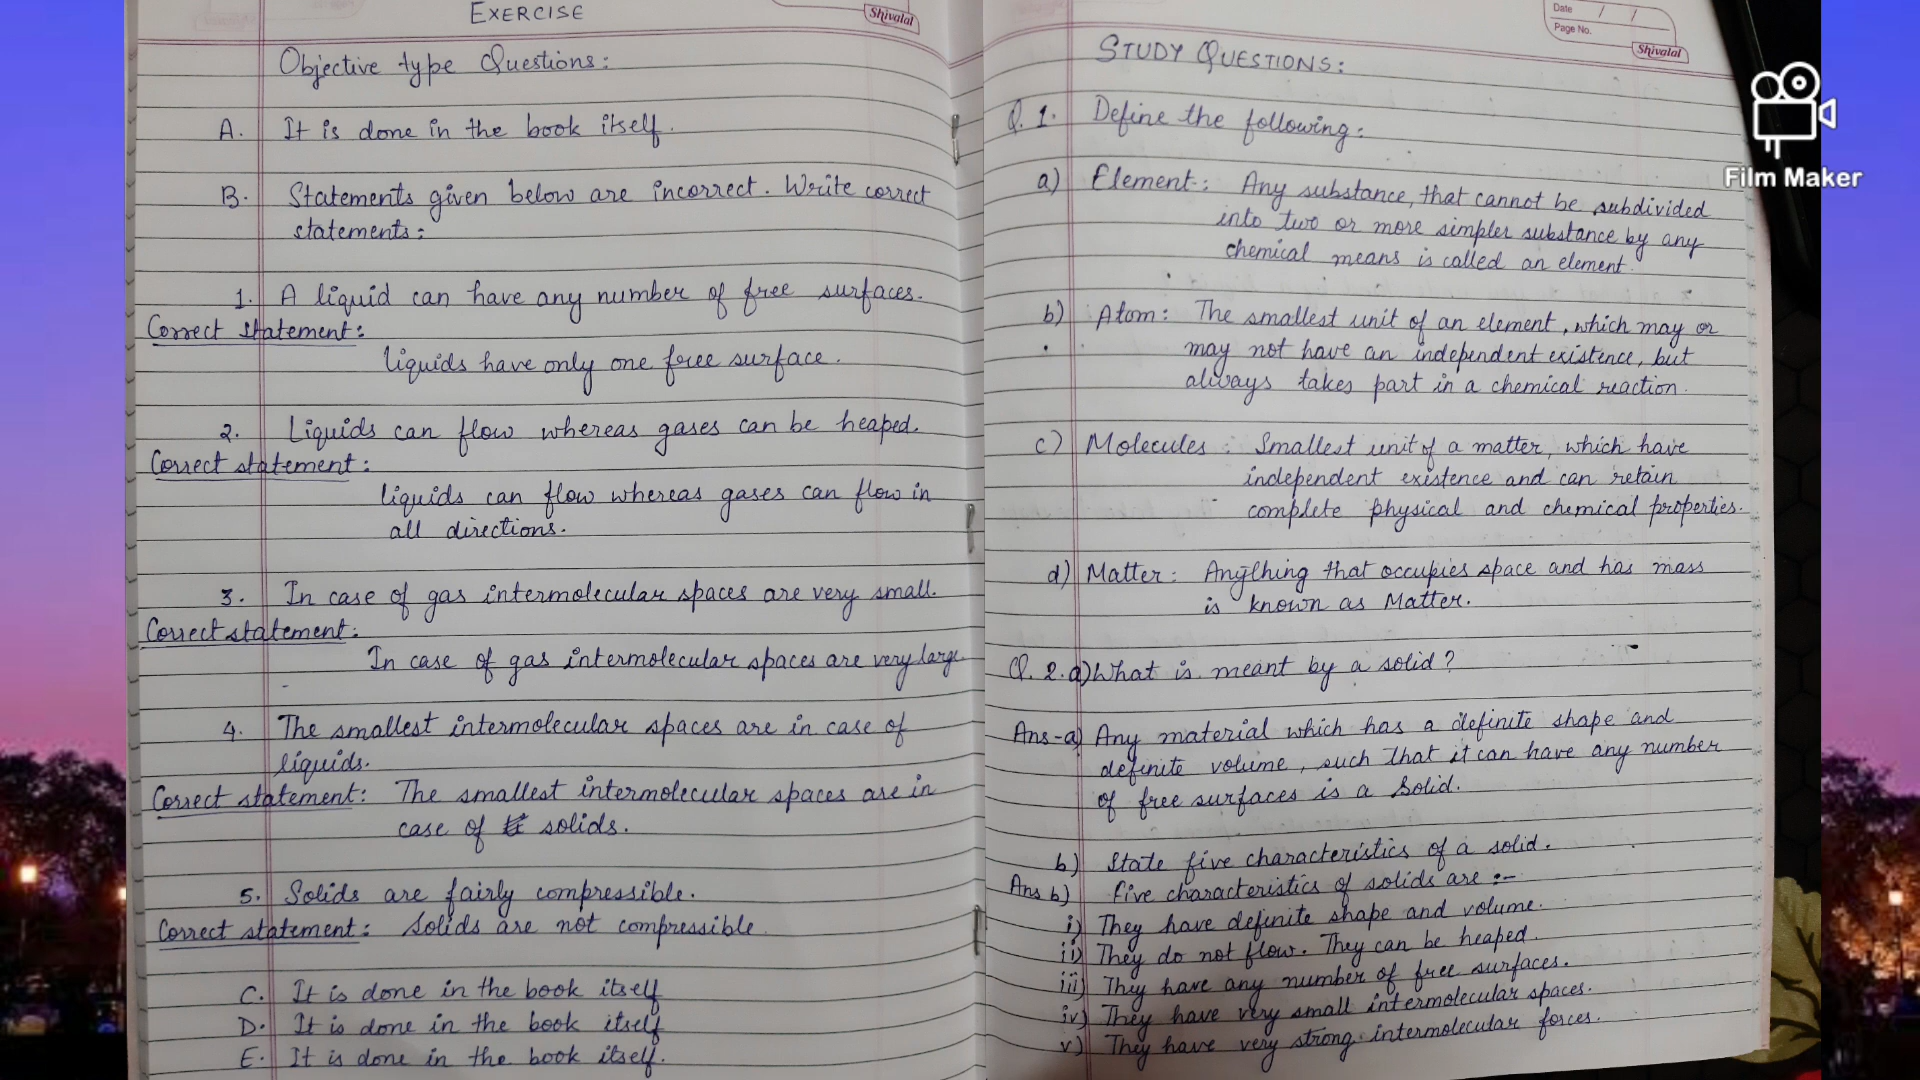 EXERCISE
Shivalal
Objective type Questions:
A. It is done in the book itself.
B. Statements given below are incorrect. Write correct
statements:
1. A liquid can have any number of free surfaces.
Correct Statement:
liquids have only one free surface.
2. Liquids can flow whereas gases can be heaped.
Correct statement:
liquids can flow whereas gases can flow in
all directions.
3. In case of gas intermolecular spaces are very small.
Correct statement:
In case of gas intermolecular spaces are very large.
4. The smallest intermolecular spaces are in case of
liquids.
Correct statement: The smallest intermolecular spaces are in
case of solids.
5. Solids are fairly compressible.
Correct statement: Solids are not compressible
C. It is done in the book itself
D. It is done in the book itself
E. It is done in the book itself.
Date / /
Page No.
Shivalal
STUDY QUESTIONS:
Q. 1. Define the following:
a) Element: Any substance, that cannot be subdivided
into two or more simpler substance by any
chemical means is called an element.
b) Atom: The smallest unit of an element, which may or
may not have an independent existence, but
always takes part in a chemical reaction.
c) Molecules: Smallest unit of a matter, which have
independent existence and can retain
complete physical and chemical properties.
d) Matter: Anything that occupies space and has mass
is known as Matter.
Q. 2. a) What is meant by a solid?
Ans-a) Any material which has a definite shape and
definite volume, such that it can have any number
of free surfaces is a Solid.
b) State five characteristics of a solid.
Ans b) five characteristics of solids are :-
i) They have definite shape and volume.
ii) They do not flow. They can be heaped.
iii) They have any number of free surfaces.
iv) They have very small intermolecular spaces.
v) They have very strong intermolecular forces.
Film Maker